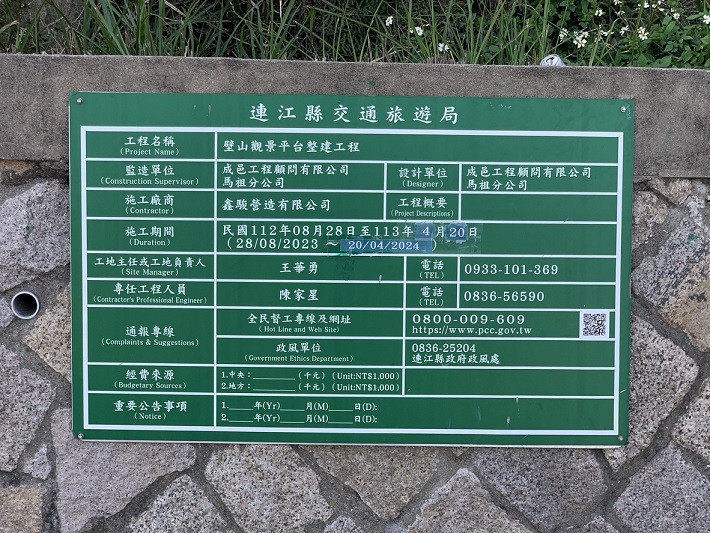 連江縣交通旅遊局
工程名稱
(Project Name)
壁山觀景平台整建工程
監造單位
(Construction Supervisor)
成邑工程顧問有限公司
馬祖分公司
設計單位
(Designer)
成邑工程顧問有限公司
馬祖分公司
施工廠商
(Contractor)
鑫駿營造有限公司
工程概要
(Project Descriptions)
施工期間
(Duration)
民國112年08月28日至113年 4月20日
(28/08/2023 ~ 20/04/2024 )
工地主任或工地負責人
(Site Manager)
王華勇
電話
(TEL)
0933-101-369
專任工程人員
(Contractor's Professional Engineer)
陳家星
電話
(TEL)
0836-56590
通報專線
(Complaints & Suggestions)
全民督工專線及網址
(Hot Line and Web Site)
0800-009-609
https://www.pcc.gov.tw
政風單位
(Government Ethics Department)
0836-25204
連江縣政府政風處
經費來源
(Budgetary Sources)
1.中央：________(千元) (Unit:NT$1,000)
2.地方：________(千元) (Unit:NT$1,000)
重要公告事項
(Notice)
1._____年(Yr)_____月(M)_____日(D):
2._____年(Yr)_____月(M)_____日(D):